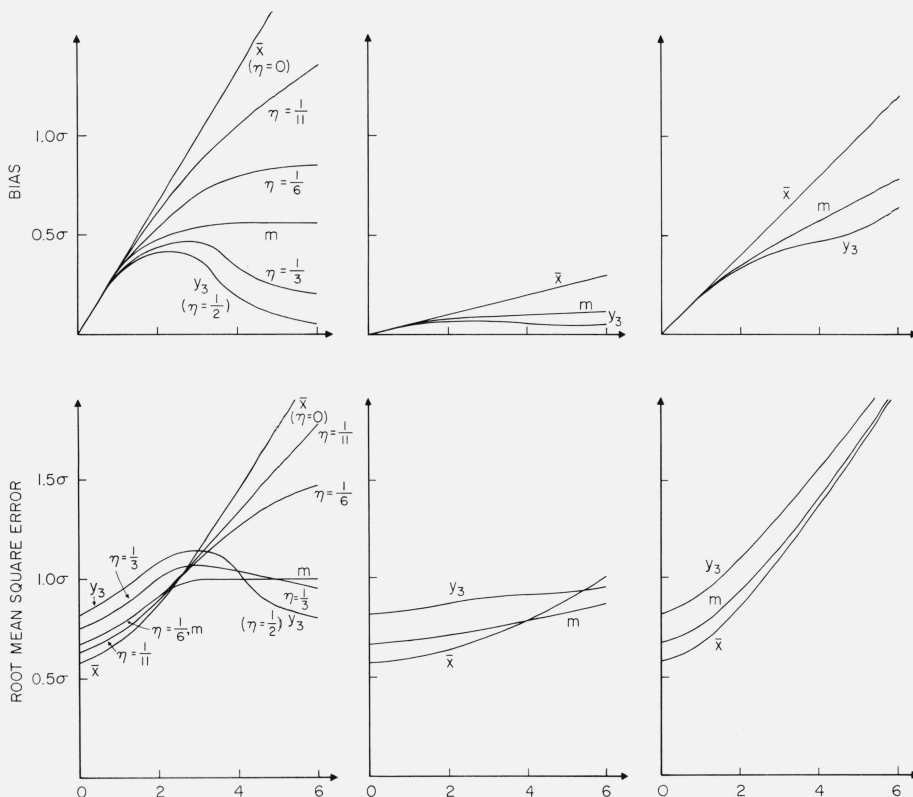 x̄
(η=0)
η=1/11
1.0σ
BIAS
η=1/6
m
0.5σ
η=1/3
y₃
(η=1/2)
x̄
m
y₃
x̄
m
y₃
x̄
(η=0)
η=1/11
1.5σ
η=1/6
ROOT MEAN SQUARE ERROR
η=1/3
1.0σ
m
y₃
η=1/3
η=1/6,m
(η=1/2) y₃
η=1/11
0.5σ
x̄
0 2 4 6
y₃
m
x̄
0 2 4 6
y₃
m
x̄
0 2 4 6